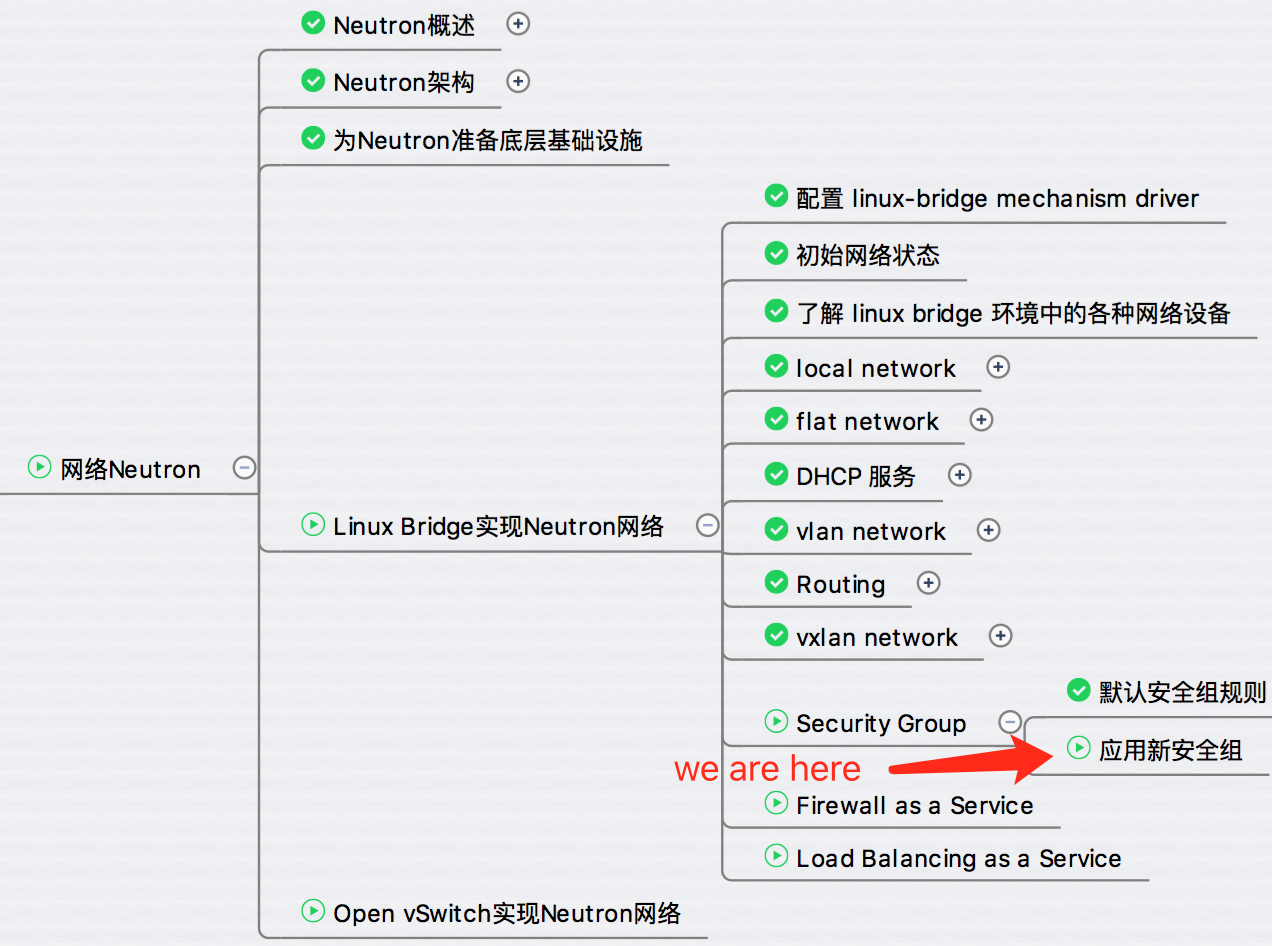 Neutron概述
Neutron架构
为Neutron准备底层基础设施
配置 linux-bridge mechanism driver
初始网络状态
了解 linux bridge 环境中的各种网络设备
local network
flat network
网络Neutron
DHCP 服务
Linux Bridge实现Neutron网络
vlan network
Routing
vxlan network
默认安全组规则
Security Group
应用新安全组
we are here
Firewall as a Service
Load Balancing as a Service
Open vSwitch实现Neutron网络